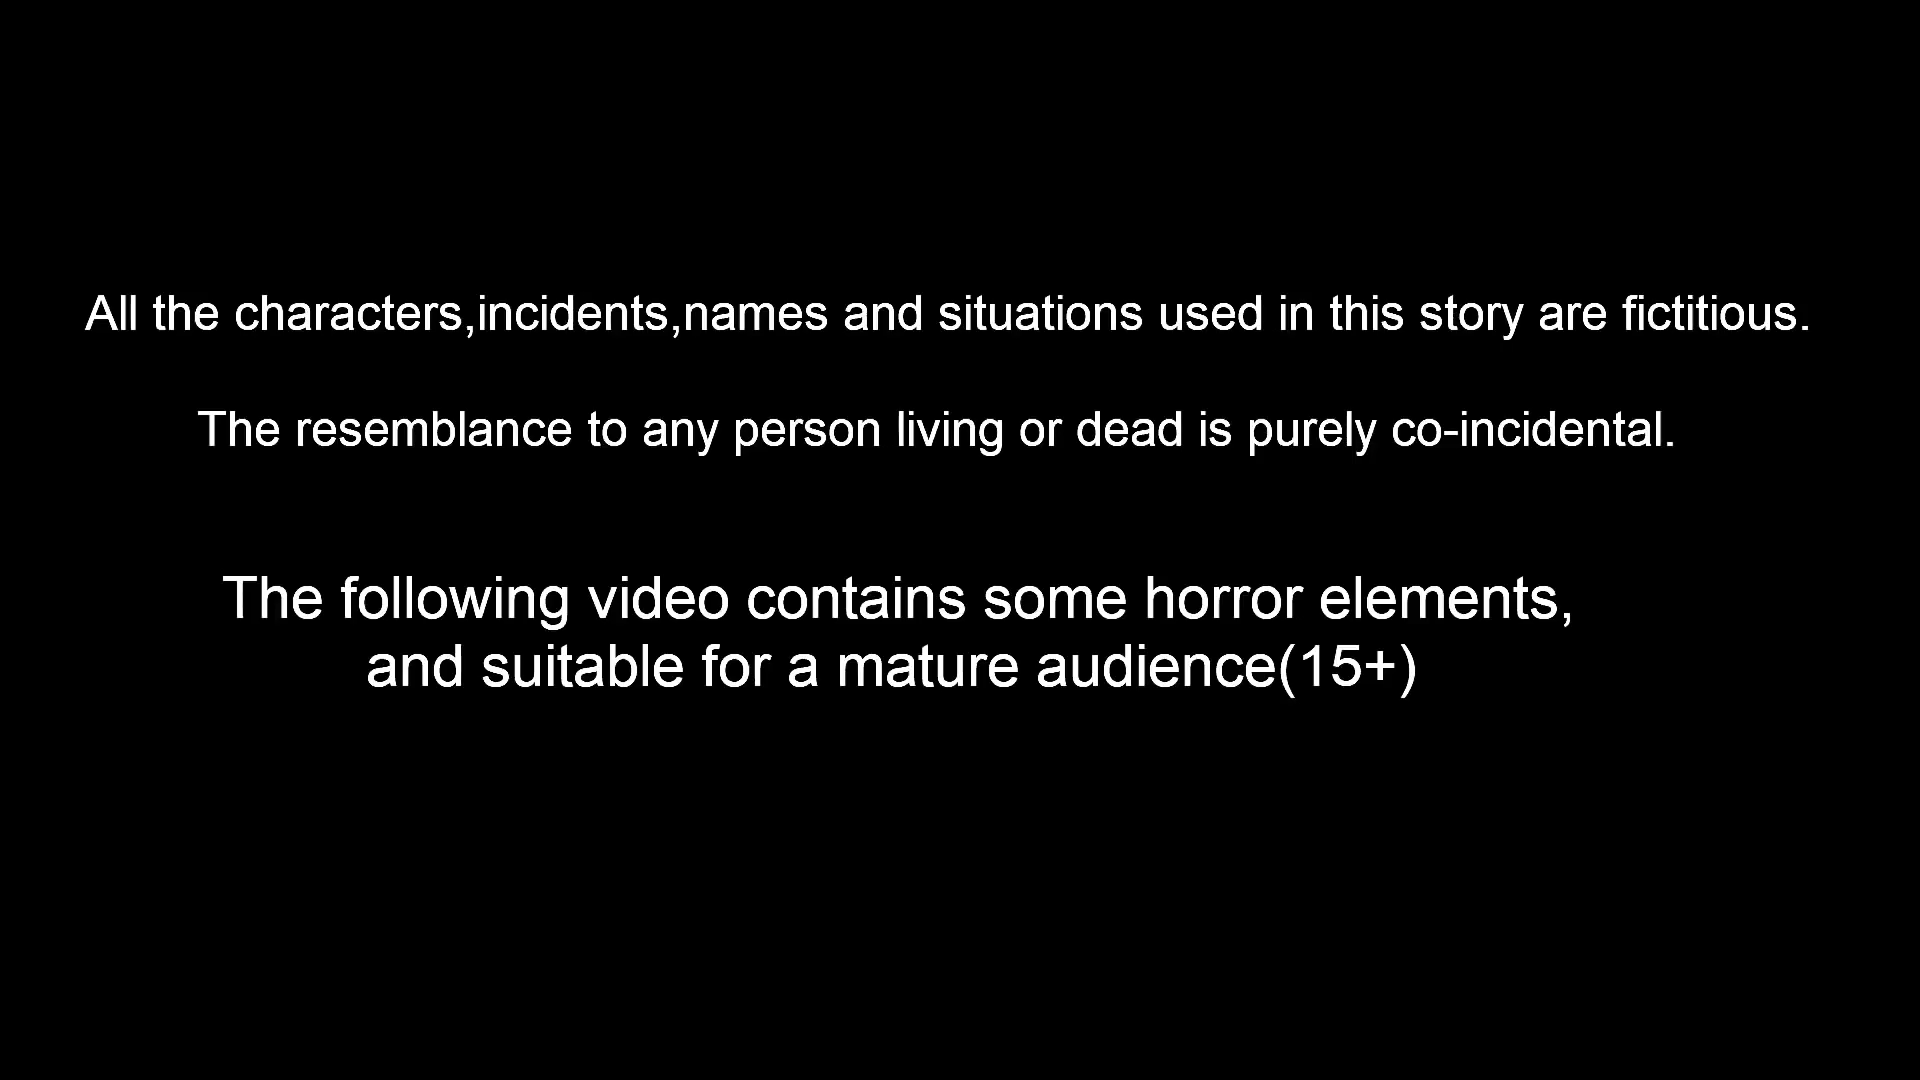 All the characters,incidents,names and situations used in this story are fictitious.
The resemblance to any person living or dead is purely co-incidental.
The following video contains some horror elements,
and suitable for a mature audience(15+)